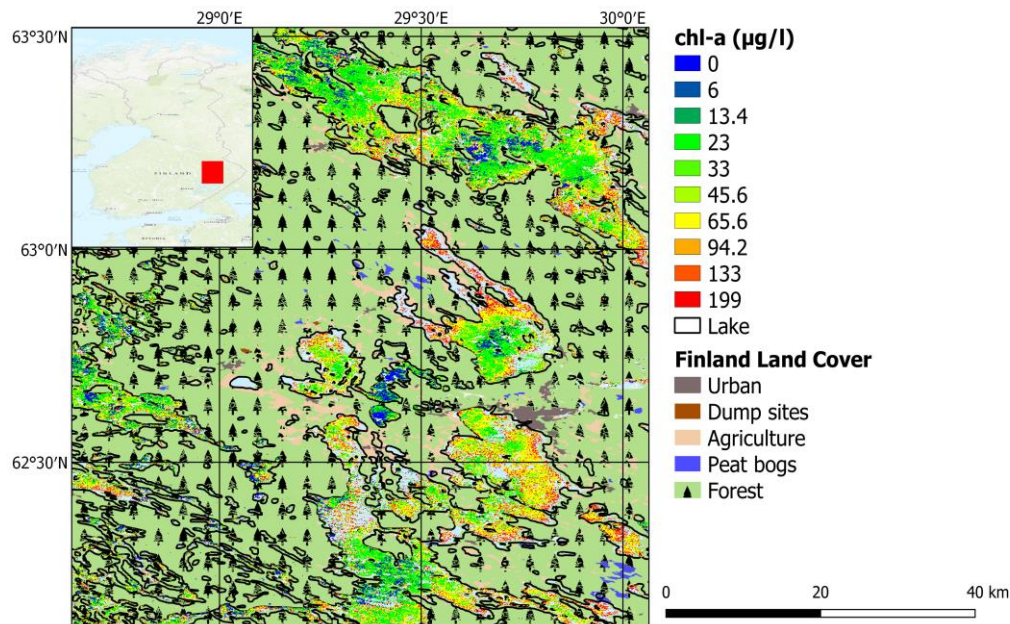 29°0′E 29°30′E 30°0′E
63°30′N
63°0′N
62°30′N
FINLAND
chl-a (µg/l)
0
6
13.4
23
33
45.6
65.6
94.2
133
199
Lake
Finland Land Cover
Urban
Dump sites
Agriculture
Peat bogs
Forest
0 20 40 km